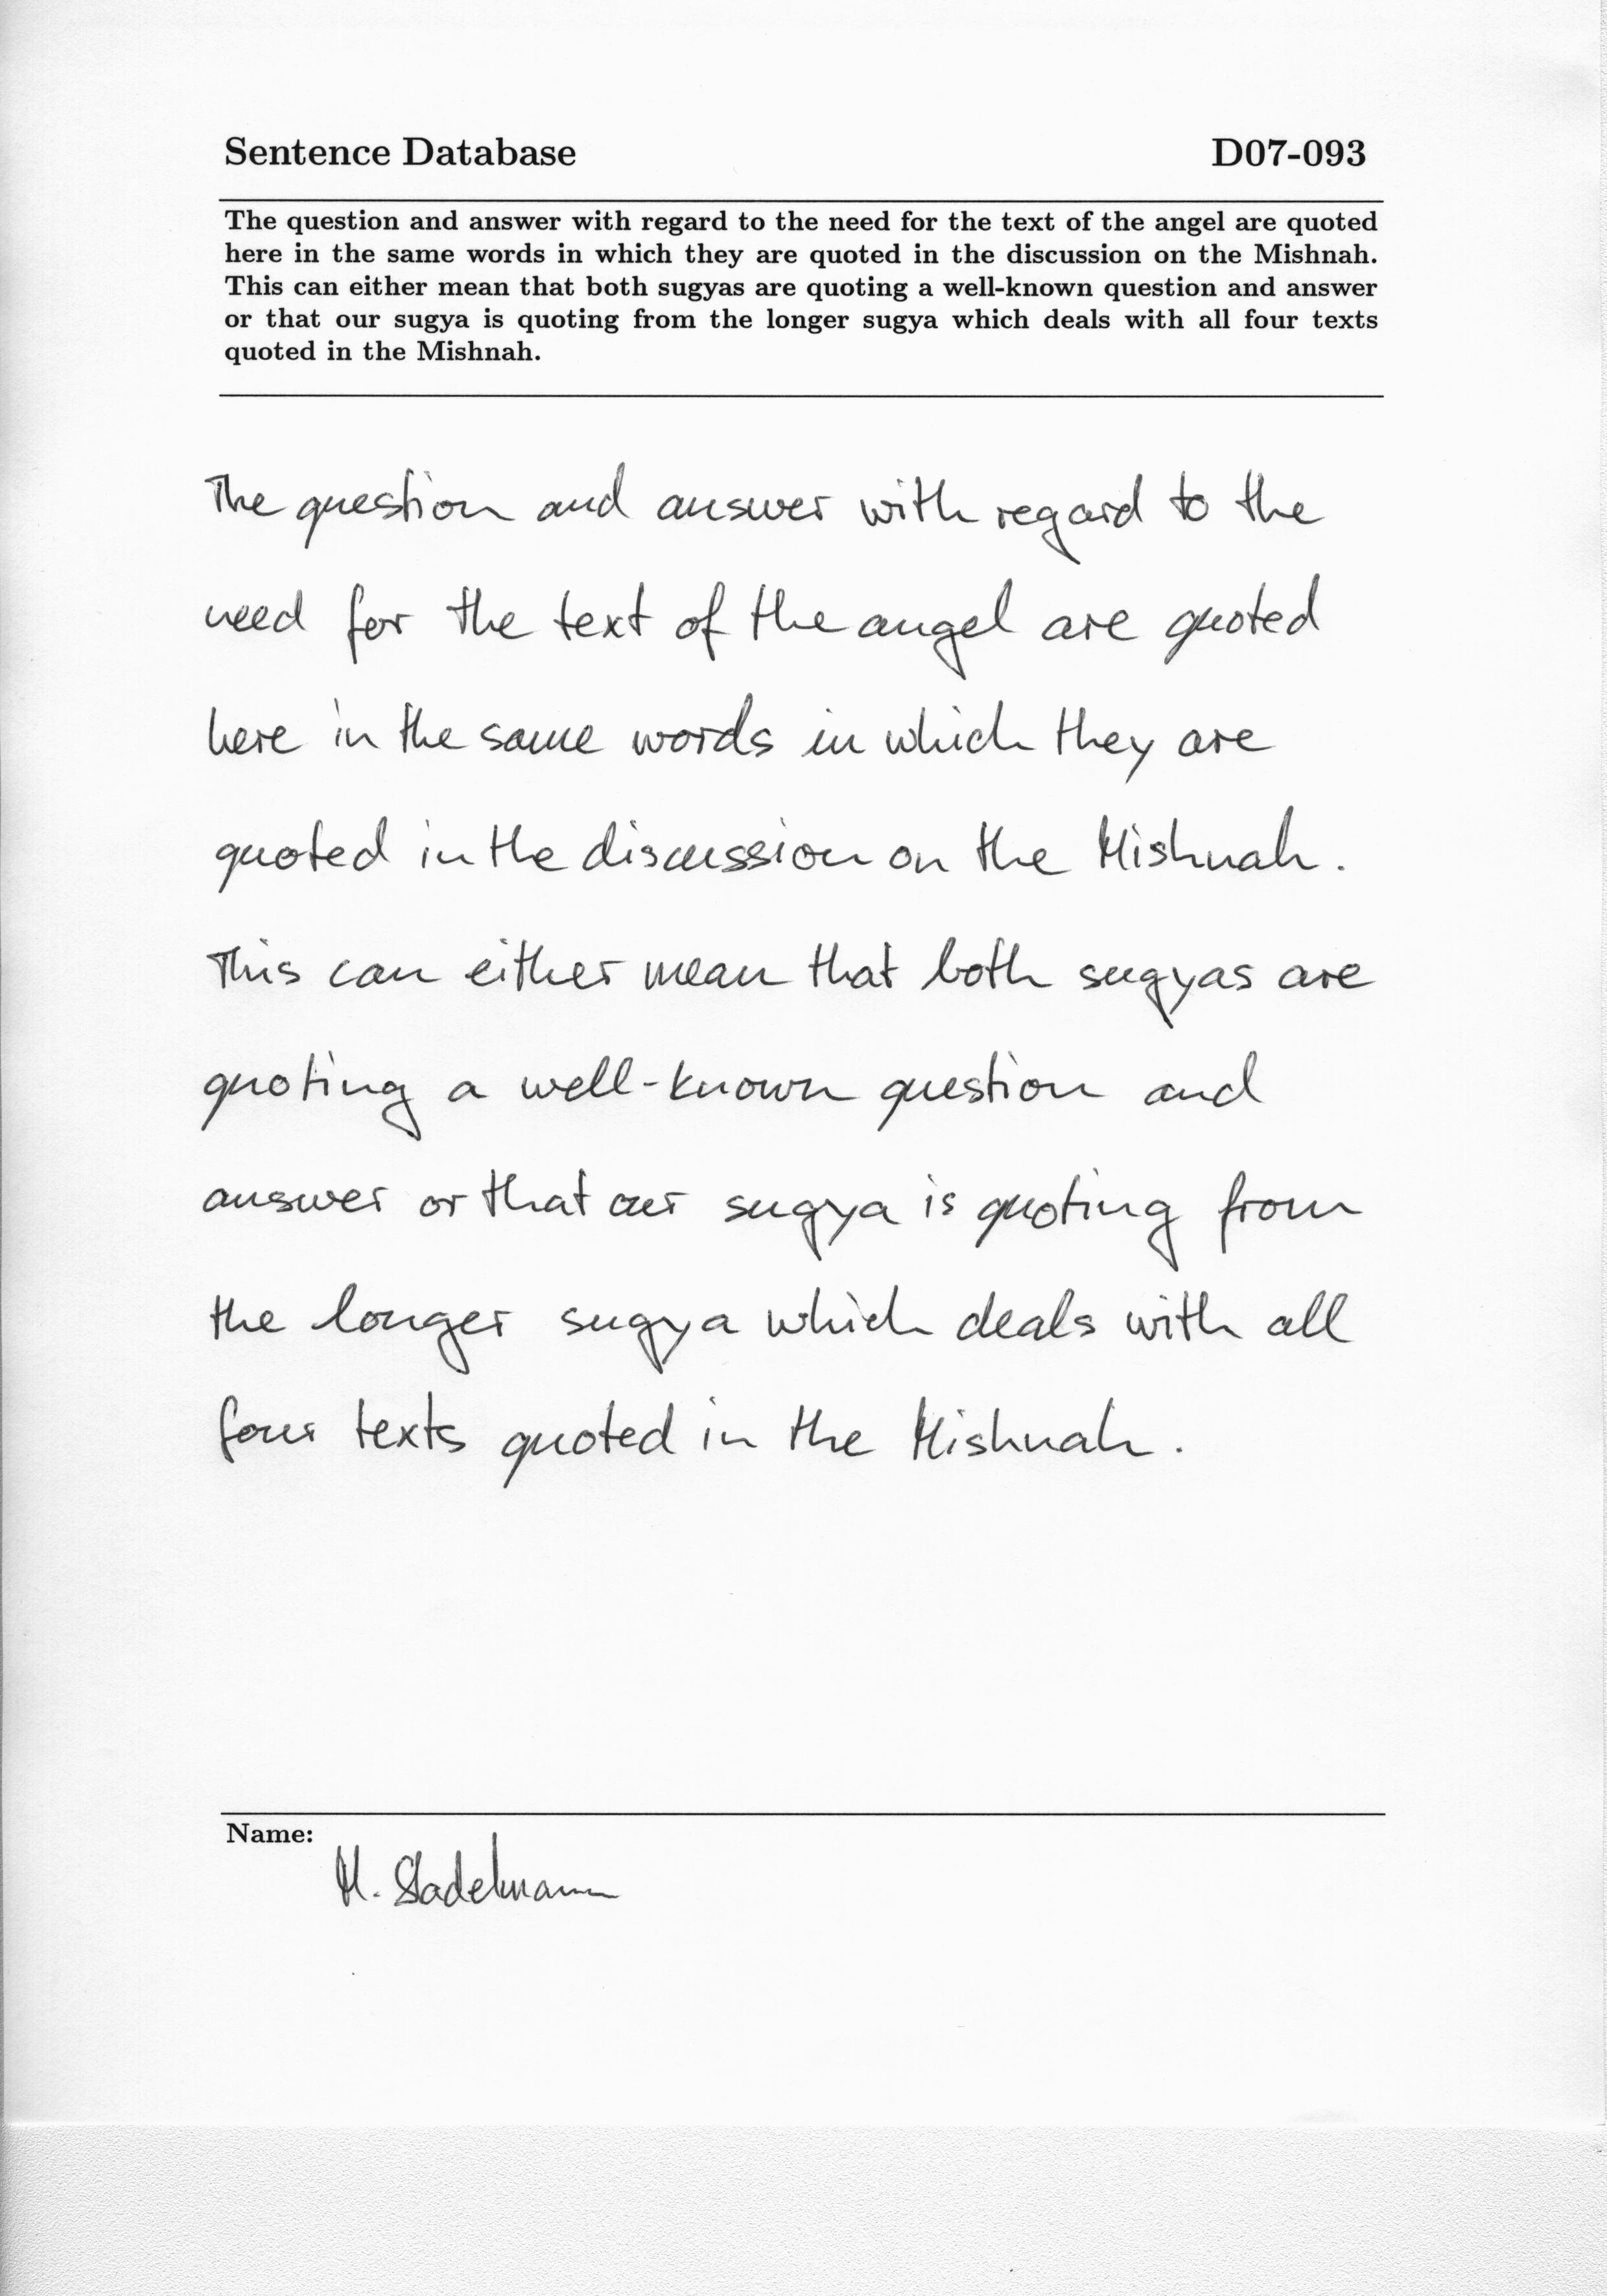 Sentence Database D07-093
The question and answer with regard to the need for the text of the angel are quoted
here in the same words in which they are quoted in the discussion on the Mishnah.
This can either mean that both sugyas are quoting a well-known question and answer
or that our sugya is quoting from the longer sugya which deals with all four texts
quoted in the Mishnah.
The question and answer with regard to the
need for the text of the angel are quoted
here in the same words in which they are
quoted in the discussion on the Mishnah.
This can either mean that both sugyas are
quoting a well-known question and
answer or that our sugya is quoting from
the longer sugya which deals with all
four texts quoted in the Mishnah.
Name:
M. Stadelmann